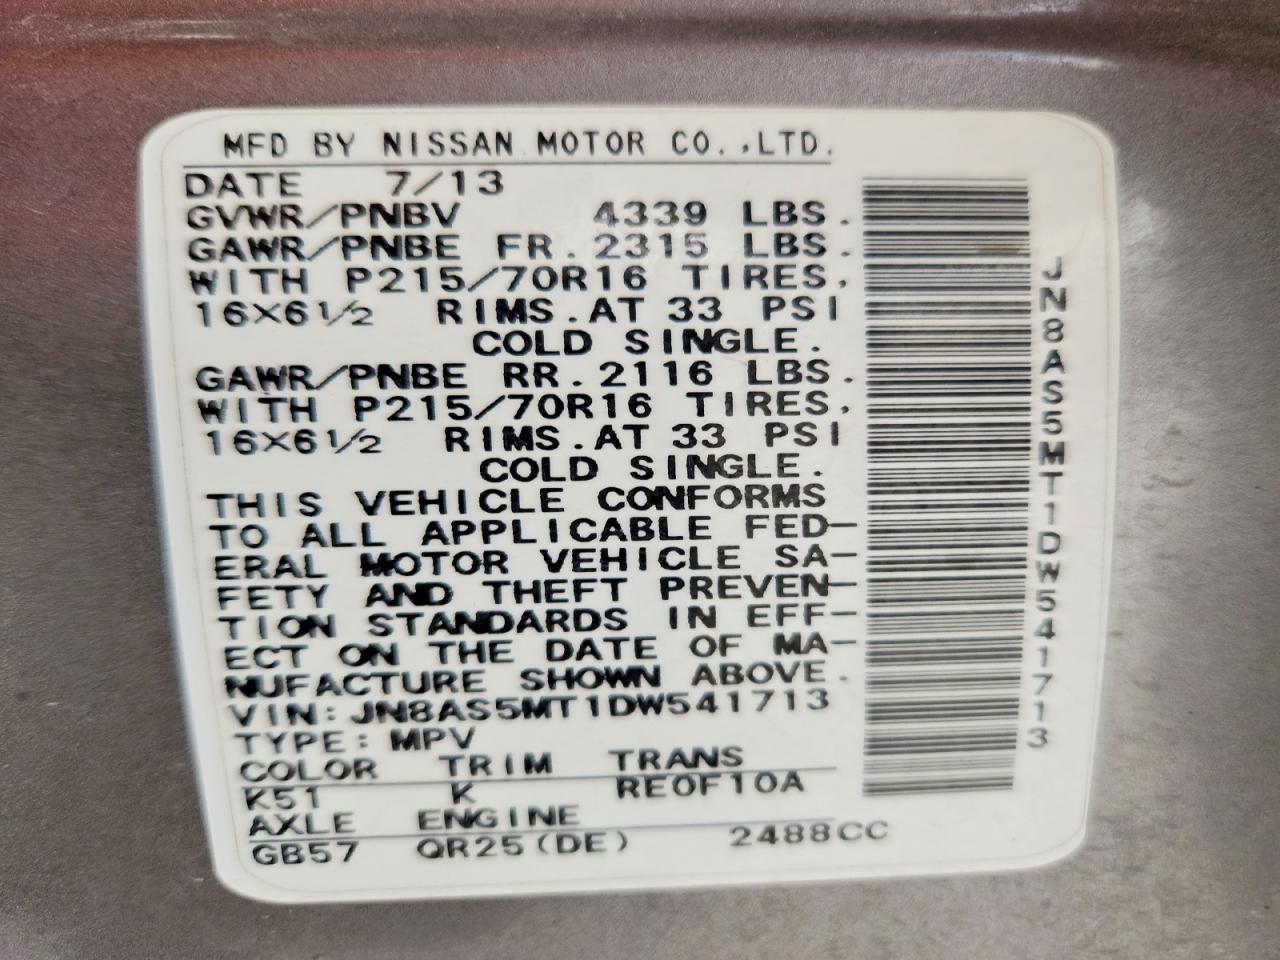 MFD BY NISSAN MOTOR CO.,LTD.
DATE 7/13
GVWR/PNBV 4339 LBS.
GAWR/PNBE FR.2315 LBS.
WITH P215/70R16 TIRES,
16X6½ RIMS.AT 33 PSI
COLD SINGLE.
GAWR/PNBE RR.2116 LBS.
WITH P215/70R16 TIRES,
16X6½ RIMS.AT 33 PSI
COLD SINGLE.
THIS VEHICLE CONFORMS
TO ALL APPLICABLE FED-
ERAL MOTOR VEHICLE SA-
FETY AND THEFT PREVEN-
TION STANDARDS IN EFF-
ECT ON THE DATE OF MA-
NUFACTURE SHOWN ABOVE.
VIN:JN8AS5MT1DW541713
TYPE:MPV
COLOR TRIM TRANS
K51 K RE0F10A
AXLE ENGINE
GB57 QR25(DE) 2488CC
JN8AS5MT1DW541713